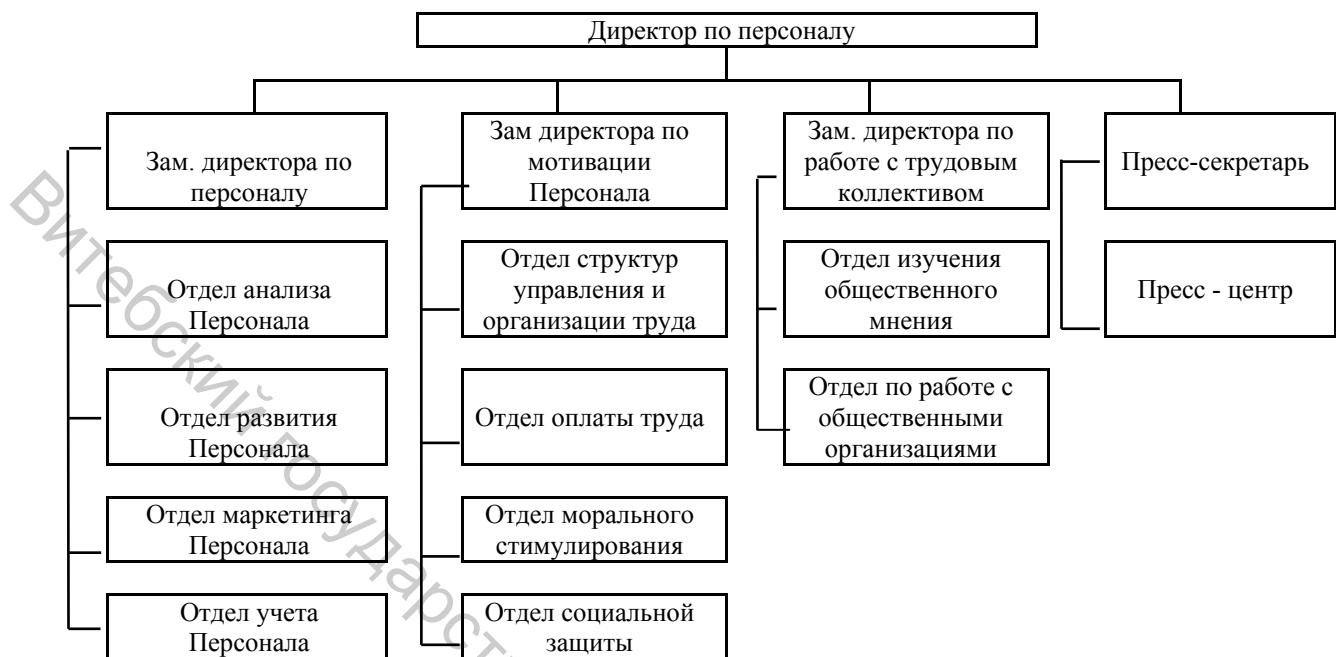 Директор по персоналу
Зам. директора по
персоналу
Отдел анализа
Персонала
Отдел развития
Персонала
Отдел маркетинга
Персонала
Отдел учета
Персонала
Зам директора по
мотивации
Персонала
Отдел структур
управления и
организации труда
Отдел оплаты труда
Отдел морального
стимулирования
Отдел социальной
защиты
Зам. директора по
работе с трудовым
коллективом
Отдел изучения
общественного
мнения
Отдел по работе с
общественными
организациями
Пресс-секретарь
Пресс - центр
Витебский государст